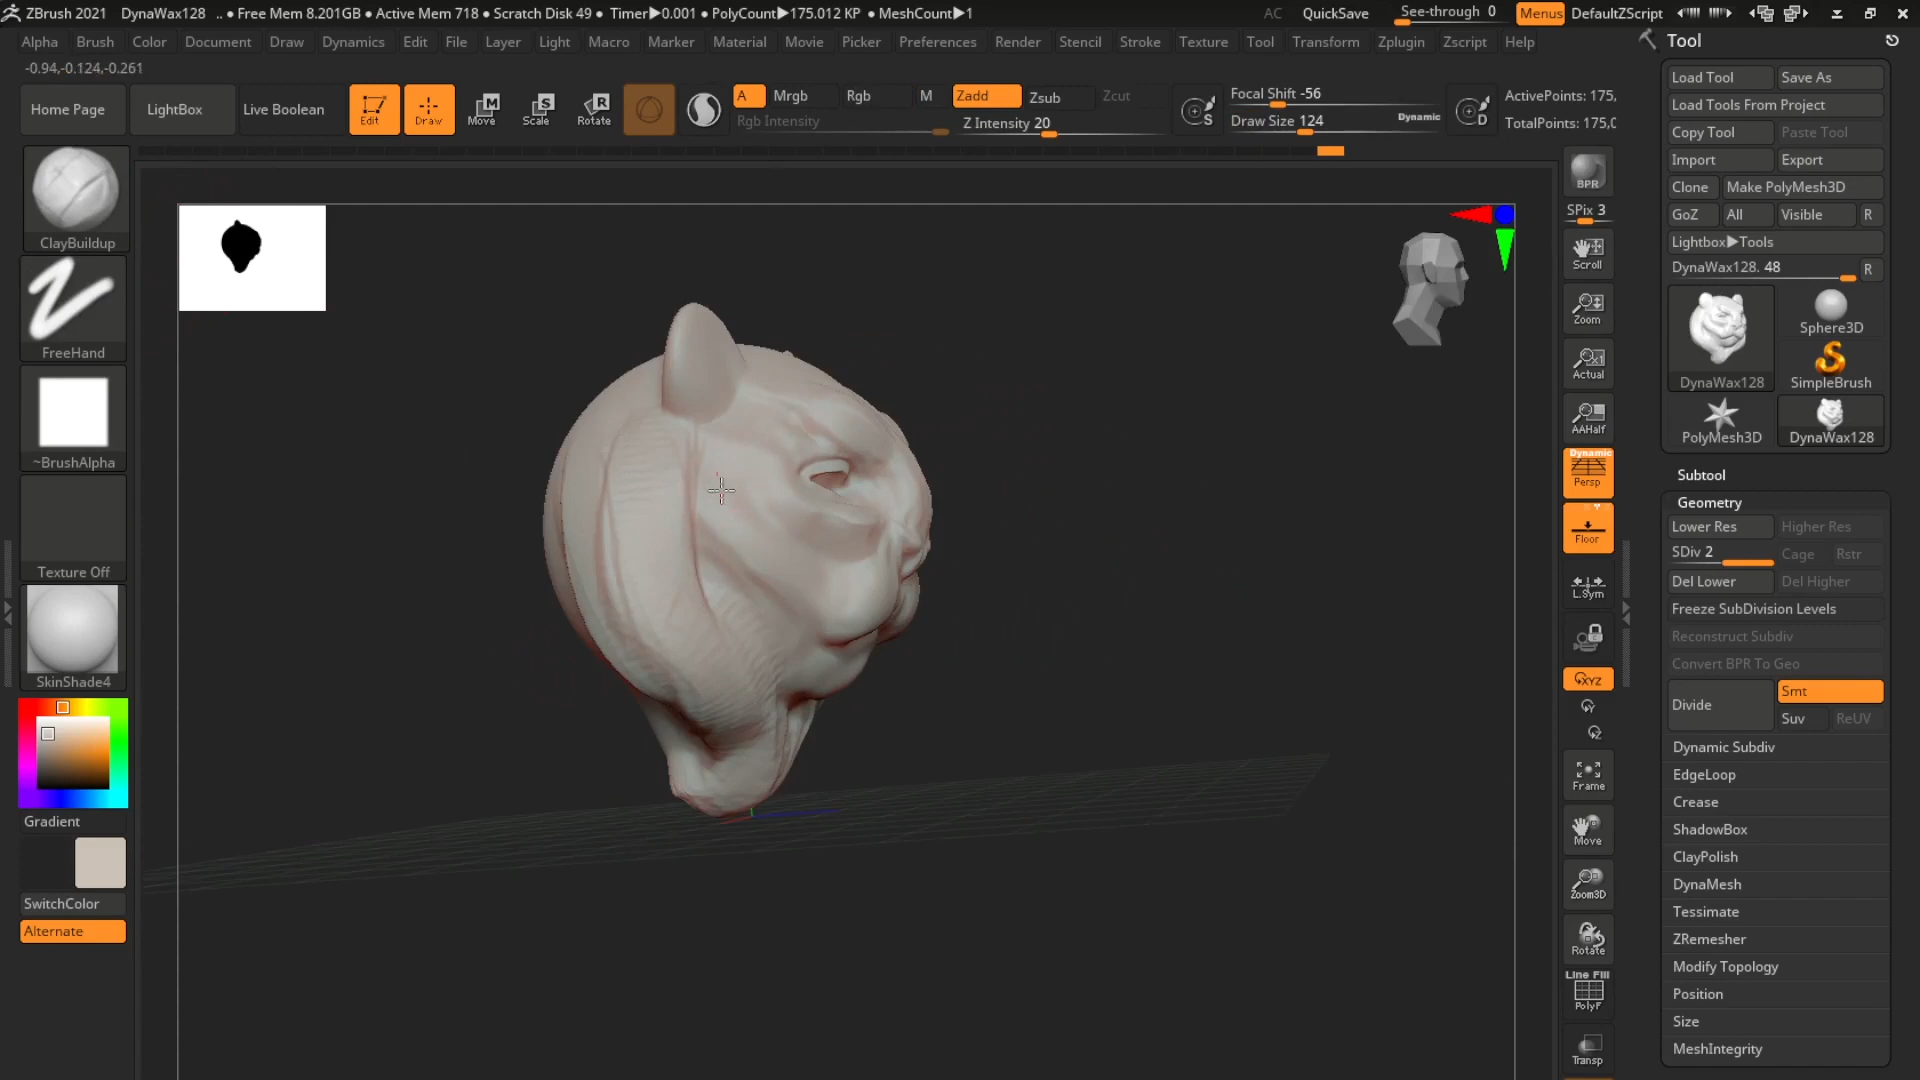 ZBrush 2021 DynaWax128 .. • Free Mem 8.201GB • Active Mem 718 • Scratch Disk 49 • Timer▶0.001 • PolyCount▶175.012 KP • MeshCount▶1 AC QuickSave See-through 0 Menus DefaultZScript
Alpha Brush Color Document Draw Dynamics Edit File Layer Light Macro Marker Material Movie Picker Preferences Render Stencil Stroke Texture Tool Transform Zplugin Zscript Help
Tool
-0.94,-0.124,-0.261
Home Page LightBox Live Boolean Edit Draw Move Scale Rotate
M S R
A Mrgb Rgb M Zadd Zsub Zcut
Rgb Intensity Z Intensity 20
S Focal Shift -56
Draw Size 124 Dynamic
D ActivePoints: 175,
TotalPoints: 175,0
ClayBuildup
FreeHand
~BrushAlpha
Texture Off
SkinShade4
Gradient
SwitchColor
Alternate
BPR
SPix 3
Scroll
Zoom
Actual
AAHalf
Dynamic
Persp
Floor
L.Sym
XYZ
Y
Z
Frame
Move
Zoom3D
Rotate
Line Fill
PolyF
Transp
Load Tool Save As
Load Tools From Project
Copy Tool Paste Tool
Import Export
Clone Make PolyMesh3D
GoZ All Visible R
Lightbox▶Tools
DynaWax128. 48 R
DynaWax128 Sphere3D
SimpleBrush
PolyMesh3D DynaWax128
Subtool
Geometry
Lower Res Higher Res
SDiv 2 Cage Rstr
Del Lower Del Higher
Freeze SubDivision Levels
Reconstruct Subdiv
Convert BPR To Geo
Divide Smt
Suv ReUV
Dynamic Subdiv
EdgeLoop
Crease
ShadowBox
ClayPolish
DynaMesh
Tessimate
ZRemesher
Modify Topology
Position
Size
MeshIntegrity